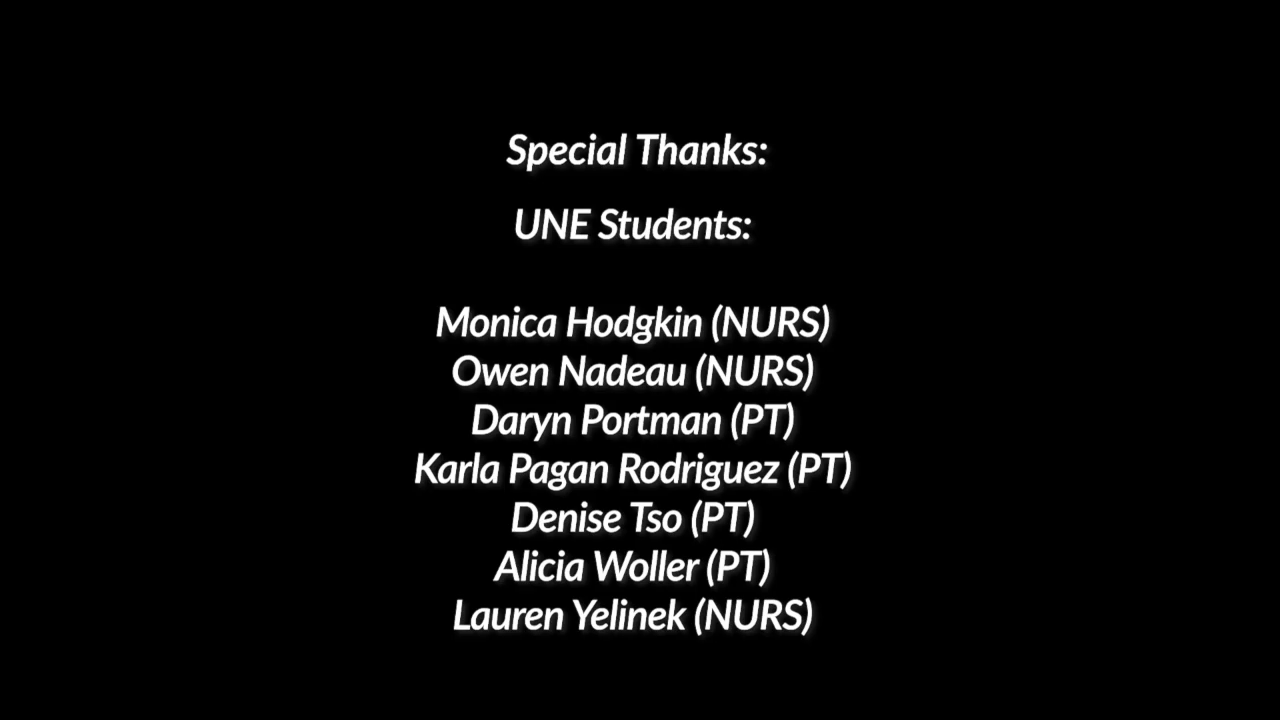 Special Thanks:
UNE Students:
Monica Hodgkin (NURS)
Owen Nadeau (NURS)
Daryn Portman (PT)
Karla Pagan Rodriguez (PT)
Denise Tso (PT)
Alicia Woller (PT)
Lauren Yelinek (NURS)